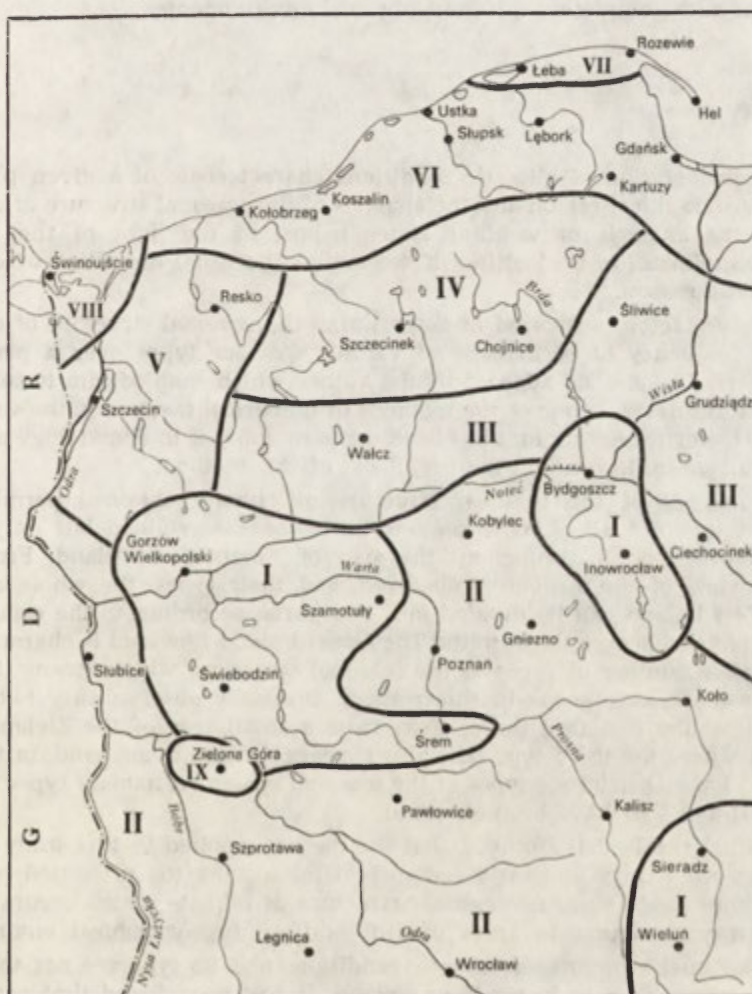 Rozewie
Łeba
VII
Hel
Ustka
Słupsk
Lębork
Gdańsk
VI
Kartuzy
Koszalin
Kołobrzeg
Świnoujście
VIII
Resko
IV
Brda
Śliwice
Szczecinek
Chojnice
R
V
Szczecin
Wisła
Grudziądz
Wałcz
III
Odra
Noteć
Bydgoszcz
III
Kobylec
I
Ciechocinek
Gorzów
Wielkopolski
I
Warta
II
Inowrocław
Szamotuły
D
Gniezno
Słubice
Poznań
Świebodzin
Koło
Śrem
Prosna
Zielona Góra
IX
II
Bóbr
Pawłowice
Kalisz
G
Szprotawa
Sieradz
I
Nysa Łużycka
II
Wieluń
Legnica
Odra
Wrocław